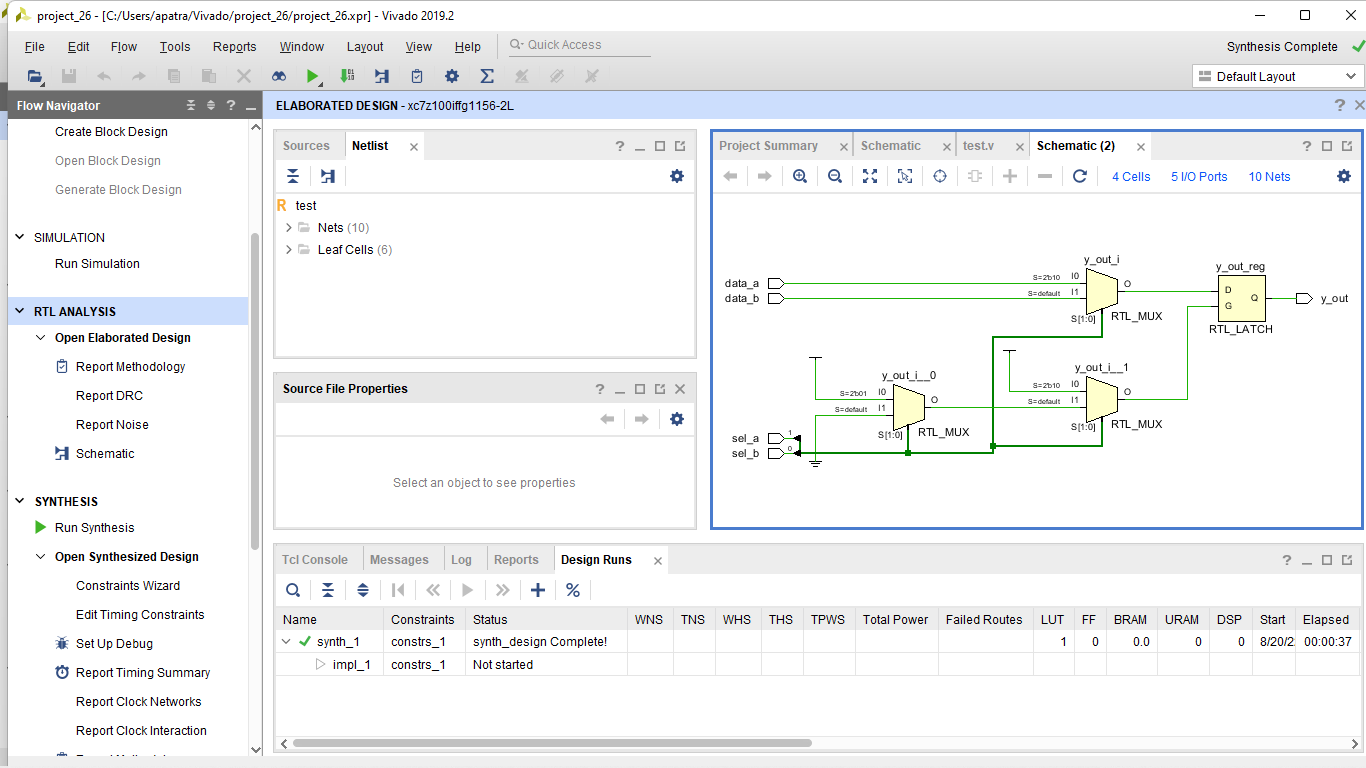 project_26 - [C:/Users/apatra/Vivado/project_26/project_26.xpr] - Vivado 2019.2
File Edit Flow Tools Reports Window Layout View Help Quick Access Synthesis Complete
Default Layout
Flow Navigator
Create Block Design
Open Block Design
Generate Block Design
SIMULATION
Run Simulation
RTL ANALYSIS
Open Elaborated Design
Report Methodology
Report DRC
Report Noise
Schematic
SYNTHESIS
Run Synthesis
Open Synthesized Design
Constraints Wizard
Edit Timing Constraints
Set Up Debug
Report Timing Summary
Report Clock Networks
Report Clock Interaction
ELABORATED DESIGN - xc7z100iffg1156-2L
Sources Netlist
test
Nets (10)
Leaf Cells (6)
Source File Properties
Select an object to see properties
Project Summary Schematic test.v Schematic (2)
4 Cells 5 I/O Ports 10 Nets
y_out_i
y_out_reg
data_a S=2'b10 I0 O D Q y_out
data_b S=default I1 G
S[1:0] RTL_MUX RTL_LATCH
y_out_i__0 y_out_i__1
S=2'b01 I0 O S=2'b10 I0 O
S=default I1 S=default I1
S[1:0] RTL_MUX S[1:0] RTL_MUX
sel_a 1
sel_b 0
Tcl Console Messages Log Reports Design Runs
Name Constraints Status WNS TNS WHS THS TPWS Total Power Failed Routes LUT FF BRAM URAM DSP Start Elapsed
synth_1 constrs_1 synth_design Complete! 1 0 0.0 0 0 8/20/2 00:00:37
impl_1 constrs_1 Not started